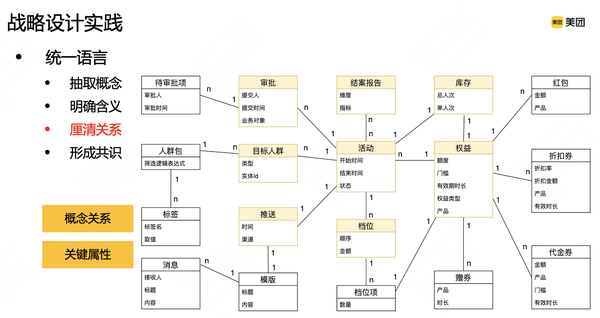 战略设计实践
美团 美团
• 统一语言
• 抽取概念
• 明确含义
• 厘清关系
• 形成共识
概念关系
关键属性
待审批项
审批人
审批时间
审批
提交人
提交时间
业务对象
结案报告
维度
指标
库存
总人次
单人次
红包
金额
产品
人群包
筛选逻辑表达式
目标人群
类型
实体Id
活动
开始时间
结束时间
状态
权益
额度
门槛
有效期时长
权益类型
产品
折扣券
折扣率
折扣金额
产品
有效时长
标签
标签名
取值
推送
时间
渠道
档位
顺序
金额
消息
接收人
标题
内容
模版
标题
内容
档位项
数量
赠券
产品
时长
代金券
金额
产品
门槛
有效时长
n
1
n
1
n
n
1
1
1
1
n
1
n
n
1
n
1
1
n
1
n
1
n
1
n
1
1
n
1
n
n
1
1
n
1
n
1
n